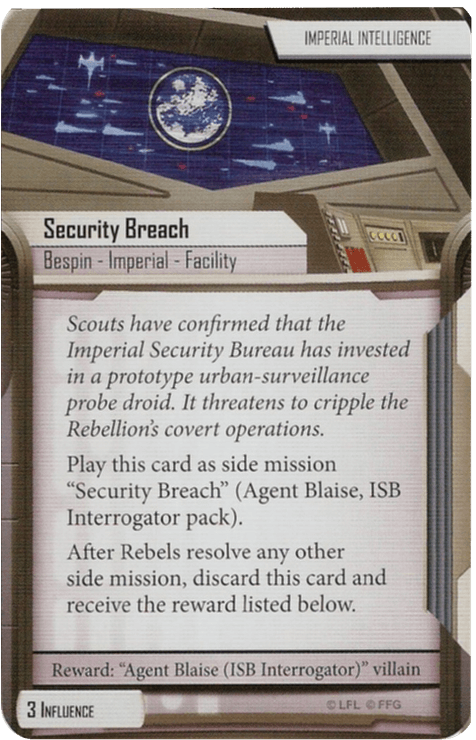 IMPERIAL INTELLIGENCE
Security Breach
Bespin - Imperial - Facility
Scouts have confirmed that the
Imperial Security Bureau has invested
in a prototype urban-surveillance
probe droid. It threatens to cripple the
Rebellion's covert operations.
Play this card as side mission
“Security Breach” (Agent Blaise, ISB
Interrogator pack).
After Rebels resolve any other
side mission, discard this card and
receive the reward listed below.
Reward: “Agent Blaise (ISB Interrogator)” villain
3 INFLUENCE
© LFL © FFG